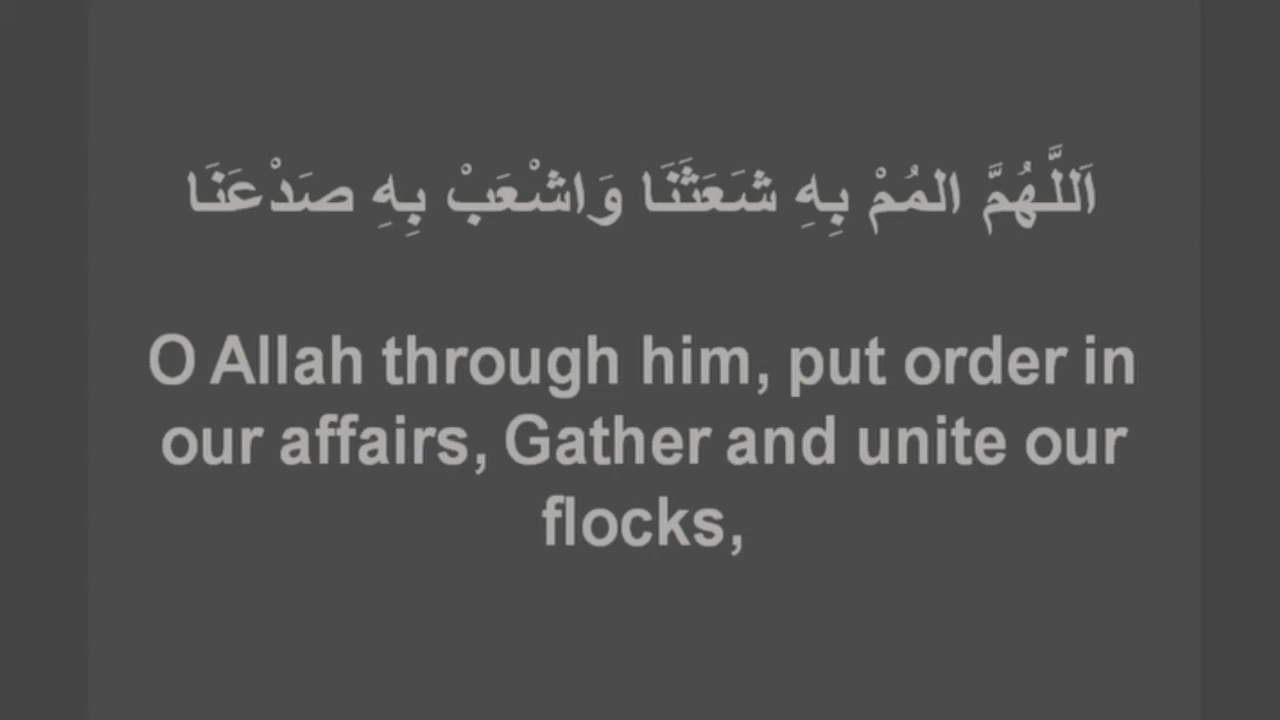 اَللَّهُمَّ المُمْ بِهِ شَعَثَنَا وَاشْعَبْ بِهِ صَدْعَنَا
O Allah through him, put order in
our affairs, Gather and unite our
flocks,